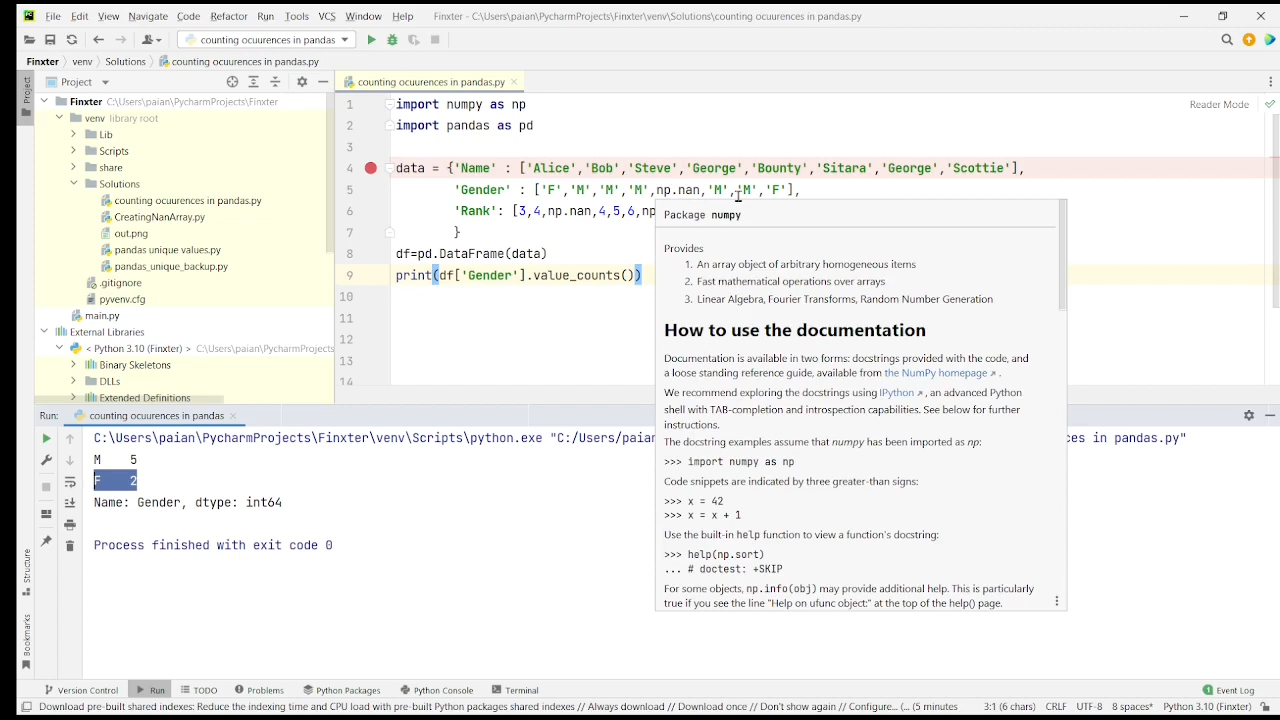 File Edit View Navigate Code Refactor Run Tools VCS Window Help Finxter - C:\Users\paian\PycharmProjects\Finxter\venv\Solutions\counting ocuurences in pandas.py
counting ocuurences in pandas
Finxter venv Solutions counting ocuurences in pandas.py
Project
counting ocuurences in pandas.py
Project
Finxter C:\Users\paian\PycharmProjects\Finxter
venv library root
Lib
Scripts
share
Solutions
counting ocuurences in pandas.py
CreatingNanArray.py
out.png
pandas unique values.py
pandas_unique_backup.py
.gitignore
pyvenv.cfg
main.py
External Libraries
< Python 3.10 (Finxter) > C:\Users\paian\PycharmProjects
Binary Skeletons
DLLs
Extended Definitions
Reader Mode
1 import numpy as np
2 import pandas as pd
3
4 data = {'Name' : ['Alice','Bob','Steve','George','Bounty','Sitara','George','Scottie'],
5 'Gender' : ['F','M','M','M',np.nan,'M','M','F'],
6 'Rank': [3,4,np.nan,4,5,6,np
7 }
8 df=pd.DataFrame(data)
9 print(df['Gender'].value_counts())
10
11
12
13
14
Package numpy
Provides
1. An array object of arbitrary homogeneous items
2. Fast mathematical operations over arrays
3. Linear Algebra, Fourier Transforms, Random Number Generation
How to use the documentation
Documentation is available in two forms: docstrings provided with the code, and
a loose standing reference guide, available from the NumPy homepage .
We recommend exploring the docstrings using IPython , an advanced Python
shell with TAB-completion and introspection capabilities. See below for further
instructions.
The docstring examples assume that numpy has been imported as np:
>>> import numpy as np
Code snippets are indicated by three greater-than signs:
>>> x = 42
>>> x = x + 1
Use the built-in help function to view a function's docstring:
>>> help(np.sort)
... # doctest: +SKIP
For some objects, np.info(obj) may provide additional help. This is particularly
true if you see the line "Help on ufunc object:" at the top of the help() page.
Run: counting ocuurences in pandas
C:\Users\paian\PycharmProjects\Finxter\venv\Scripts\python.exe "C:/Users/paian
ces in pandas.py"
M 5
F 2
Name: Gender, dtype: int64
Process finished with exit code 0
Structure
Bookmarks
Version Control Run TODO Problems Python Packages Python Console Terminal 1 Event Log
Download pre-built shared indexes: Reduce the indexing time and CPU load with pre-built Python packages shared indexes // Always download // Download once // Don't show again // Configure... (... (5 minutes 3:1 (6 chars) CRLF UTF-8 8 spaces* Python 3.10 (Finxter)